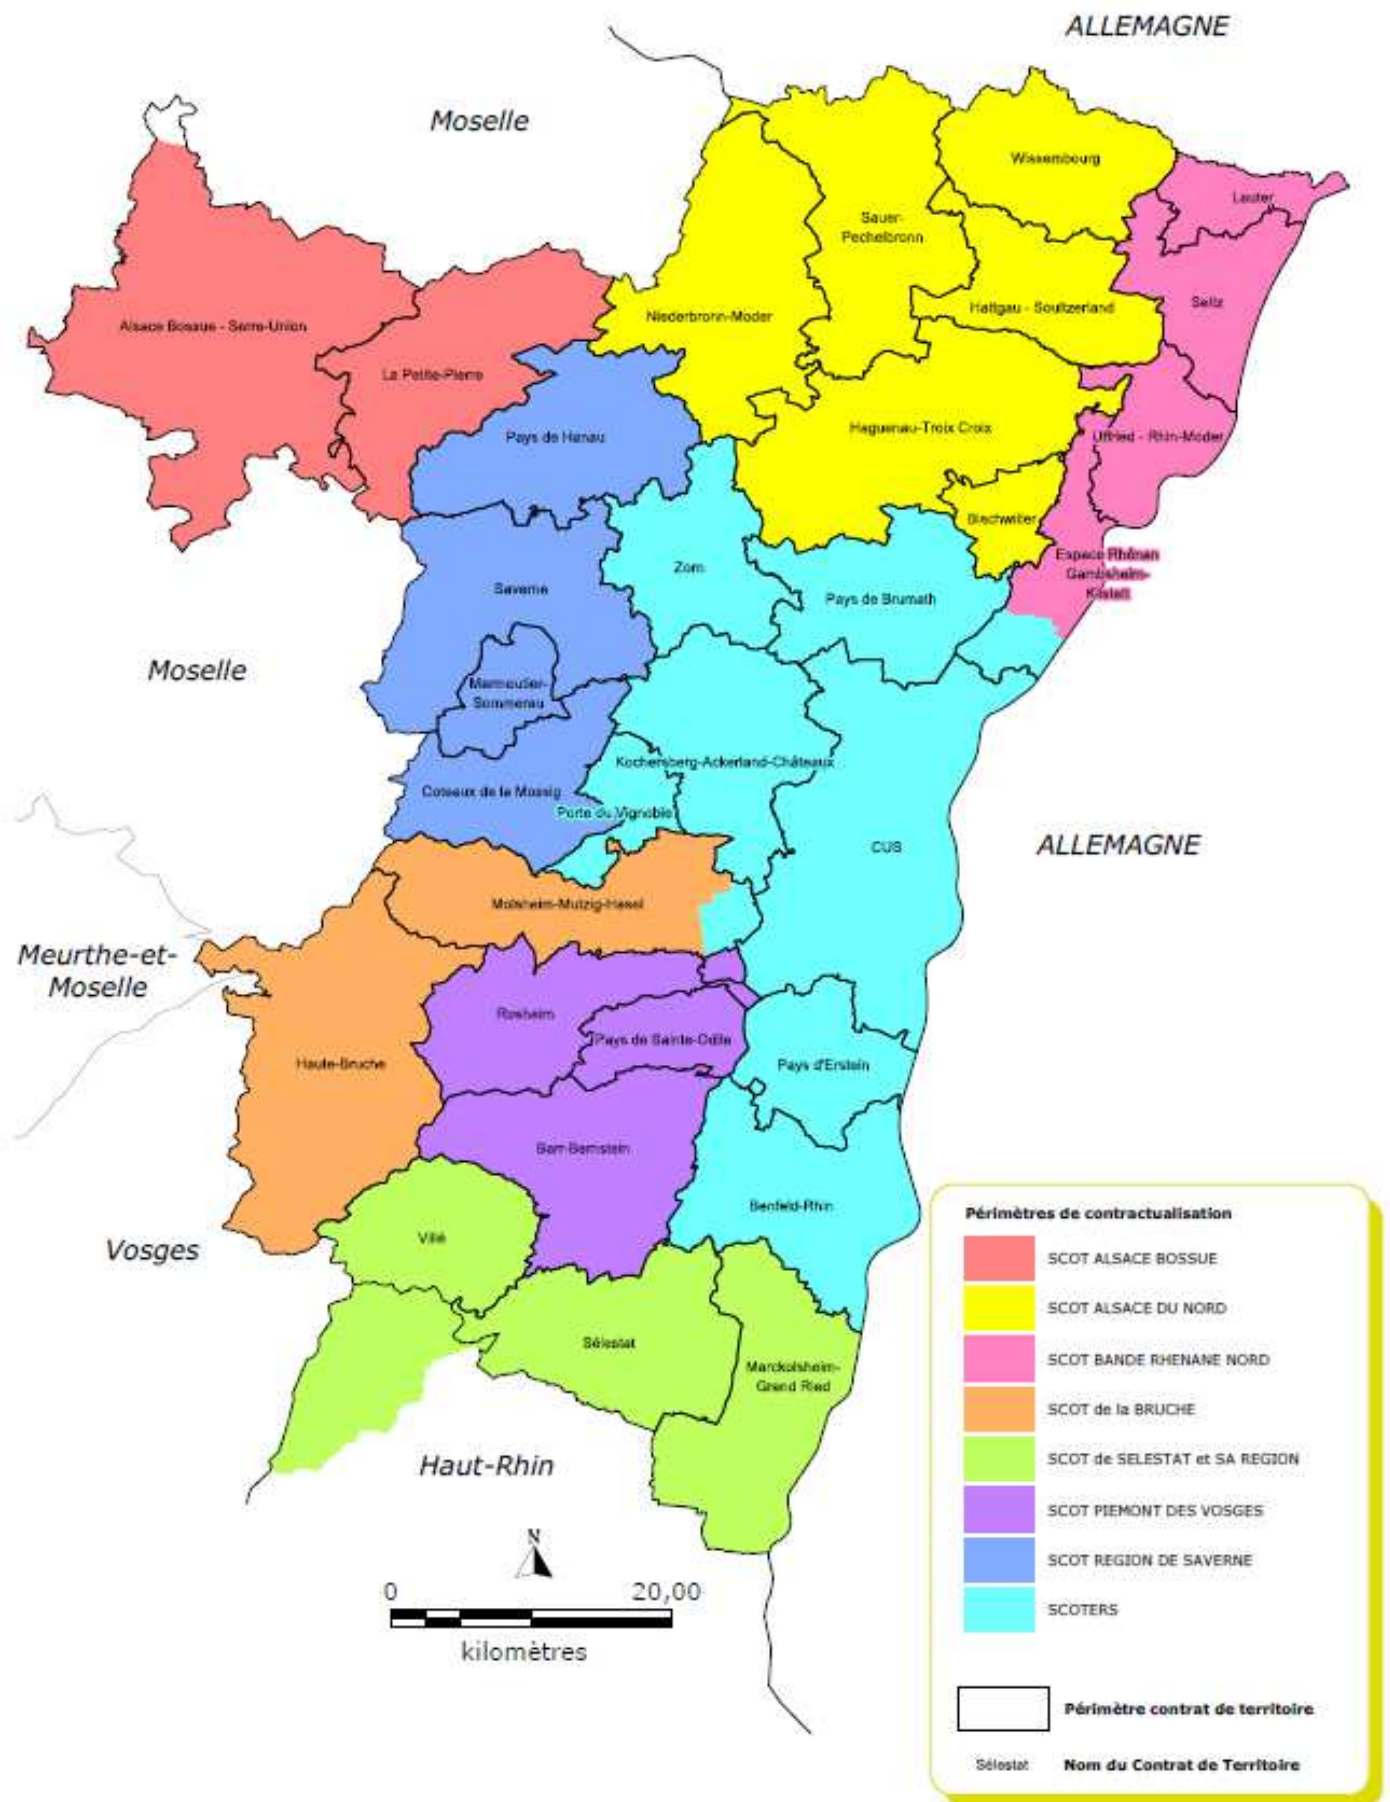 ALLEMAGNE
Moselle
Wissembourg
Lauter
Sauer-
Pechelbronn
Seltz
Hattgau - Soultzerland
Niederbronn-Moder
Alsace Bossue - Sarre-Union
La Petite-Pierre
Haguenau-Troix Croix
Pays de Hanau
Uffried - Rhin-Moder
Bischwiller
Espace Rhénan
Gambsheim-
Kilstett
Zorn
Saverne
Pays de Brumath
Moselle
Marmoutier-
Sommerau
Kochersberg-Ackerland-Châteaux
Coteaux de la Mossig
Porte du Vignoble
CUS
ALLEMAGNE
Molsheim-Mutzig-Hasel
Meurthe-et-
Moselle
Rosheim
Pays de Sainte-Odile
Haute-Bruche
Pays d'Erstein
Barr-Bernstein
Benfeld-Rhin
Villé
Vosges
Sélestat
Marckolsheim-
Grand Ried
Haut-Rhin
N
0 20,00
kilomètres
Périmètres de contractualisation
SCOT ALSACE BOSSUE
SCOT ALSACE DU NORD
SCOT BANDE RHENANE NORD
SCOT de la BRUCHE
SCOT de SELESTAT et SA REGION
SCOT PIEMONT DES VOSGES
SCOT REGION DE SAVERNE
SCOTERS
Périmètre contrat de territoire
Sélestat Nom du Contrat de Territoire